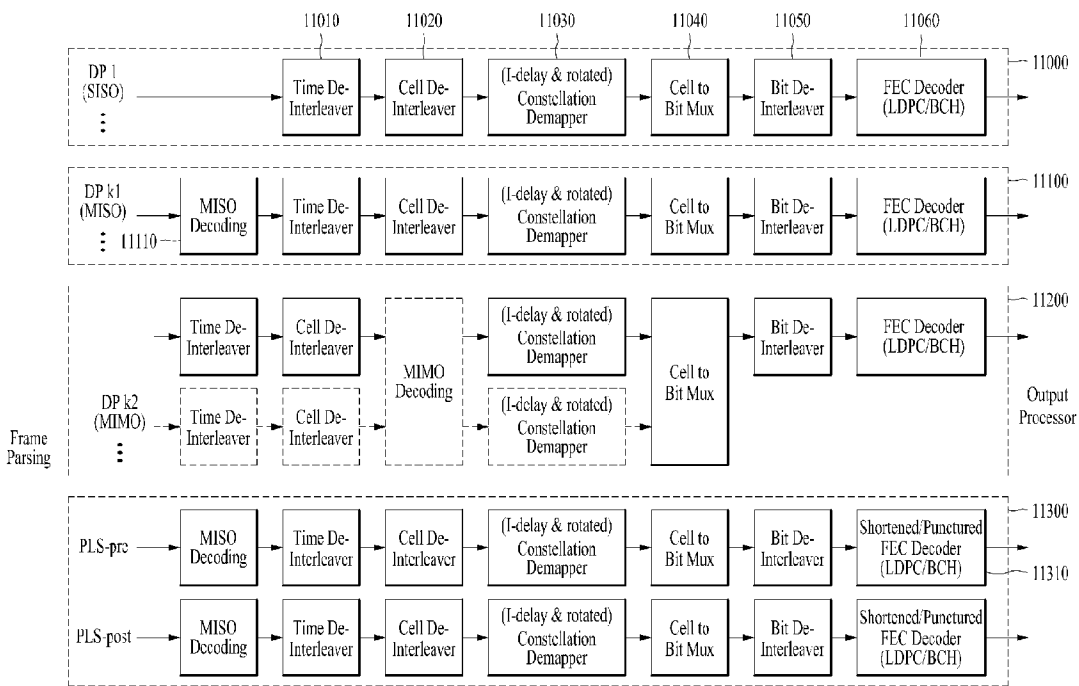 11010
11020
11030
11040
11050
11060
DP 1
(SISO)
Time De-
Interleaver
Cell De-
Interleaver
(I-delay & rotated)
Constellation
Demapper
Cell to
Bit Mux
Bit De-
Interleaver
FEC Decoder
(LDPC/BCH)
11000
DP k1
(MISO)
11110
MISO
Decoding
Time De-
Interleaver
Cell De-
Interleaver
(I-delay & rotated)
Constellation
Demapper
Cell to
Bit Mux
Bit De-
Interleaver
FEC Decoder
(LDPC/BCH)
11100
Time De-
Interleaver
Cell De-
Interleaver
MIMO
Decoding
(I-delay & rotated)
Constellation
Demapper
Cell to
Bit Mux
Bit De-
Interleaver
FEC Decoder
(LDPC/BCH)
11200
DP k2
(MIMO)
Time De-
Interleaver
Cell De-
Interleaver
(I-delay & rotated)
Constellation
Demapper
Frame
Parsing
Output
Processor
PLS-pre
MISO
Decoding
Time De-
Interleaver
Cell De-
Interleaver
(I-delay & rotated)
Constellation
Demapper
Cell to
Bit Mux
Bit De-
Interleaver
Shortened/Punctured
FEC Decoder
(LDPC/BCH)
11300
11310
PLS-post
MISO
Decoding
Time De-
Interleaver
Cell De-
Interleaver
(I-delay & rotated)
Constellation
Demapper
Cell to
Bit Mux
Bit De-
Interleaver
Shortened/Punctured
FEC Decoder
(LDPC/BCH)